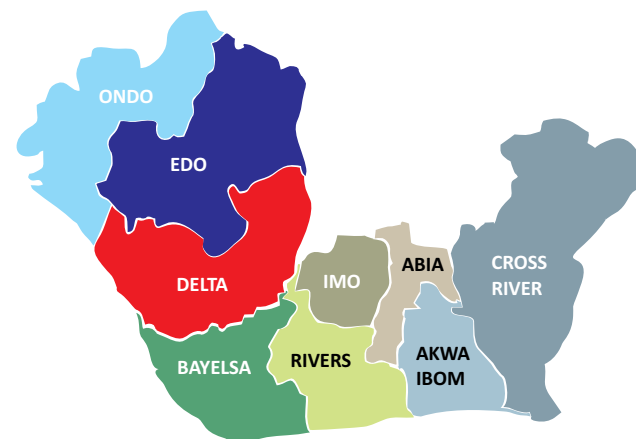 ONDO
EDO
DELTA
BAYELSA
IMO
RIVERS
ABIA
AKWA
IBOM
CROSS
RIVER